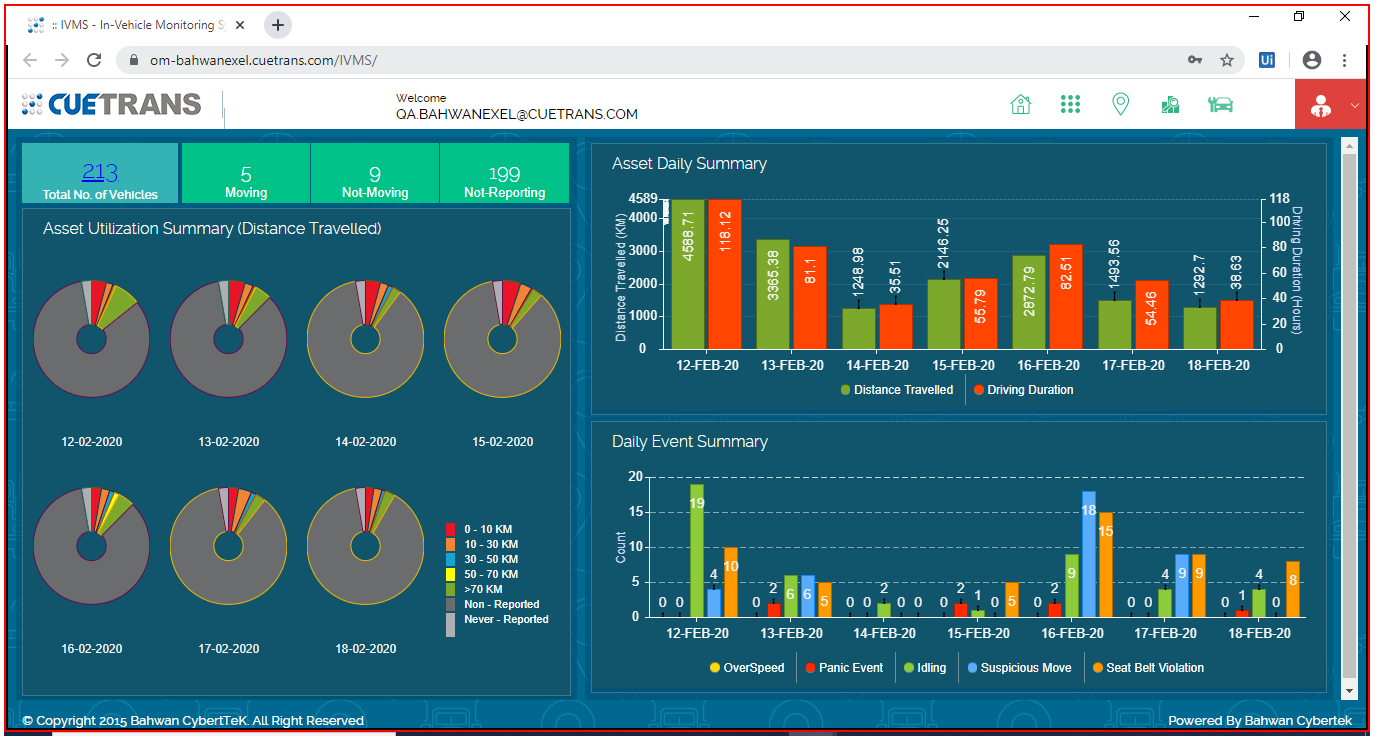 :: IVMS - In-Vehicle Monitoring S
om-bahwanexel.cuetrans.com/IVMS/
Ui
CUETRANS
Welcome
QA.BAHWANEXEL@CUETRANS.COM
213
Total No. of Vehicles
5
Moving
9
Not-Moving
199
Not-Reporting
Asset Utilization Summary (Distance Travelled)
12-02-2020
13-02-2020
14-02-2020
15-02-2020
16-02-2020
17-02-2020
18-02-2020
0 - 10 KM
10 - 30 KM
30 - 50 KM
50 - 70 KM
>70 KM
Non - Reported
Never - Reported
Asset Daily Summary
Distance Travelled (KM)
4589
4000
3000
2000
1000
0
4588.71
118.12
3365.38
81.1
1248.98
35.51
2146.25
55.79
2872.79
82.51
1493.56
54.46
1292.7
38.63
118
100
80
60
40
20
0
Driving Duration (Hours)
12-FEB-20
13-FEB-20
14-FEB-20
15-FEB-20
16-FEB-20
17-FEB-20
18-FEB-20
Distance Travelled
Driving Duration
Daily Event Summary
Count
20
15
10
5
0
0 0 19 4 10
0 2 6 6 5
0 0 2 0 0
0 2 1 0 5
0 2 9 18 15
0 0 4 9 9
0 1 4 0 8
12-FEB-20
13-FEB-20
14-FEB-20
15-FEB-20
16-FEB-20
17-FEB-20
18-FEB-20
OverSpeed
Panic Event
Idling
Suspicious Move
Seat Belt Violation
© Copyright 2015 Bahwan CybertTeK. All Right Reserved
Powered By Bahwan Cybertek